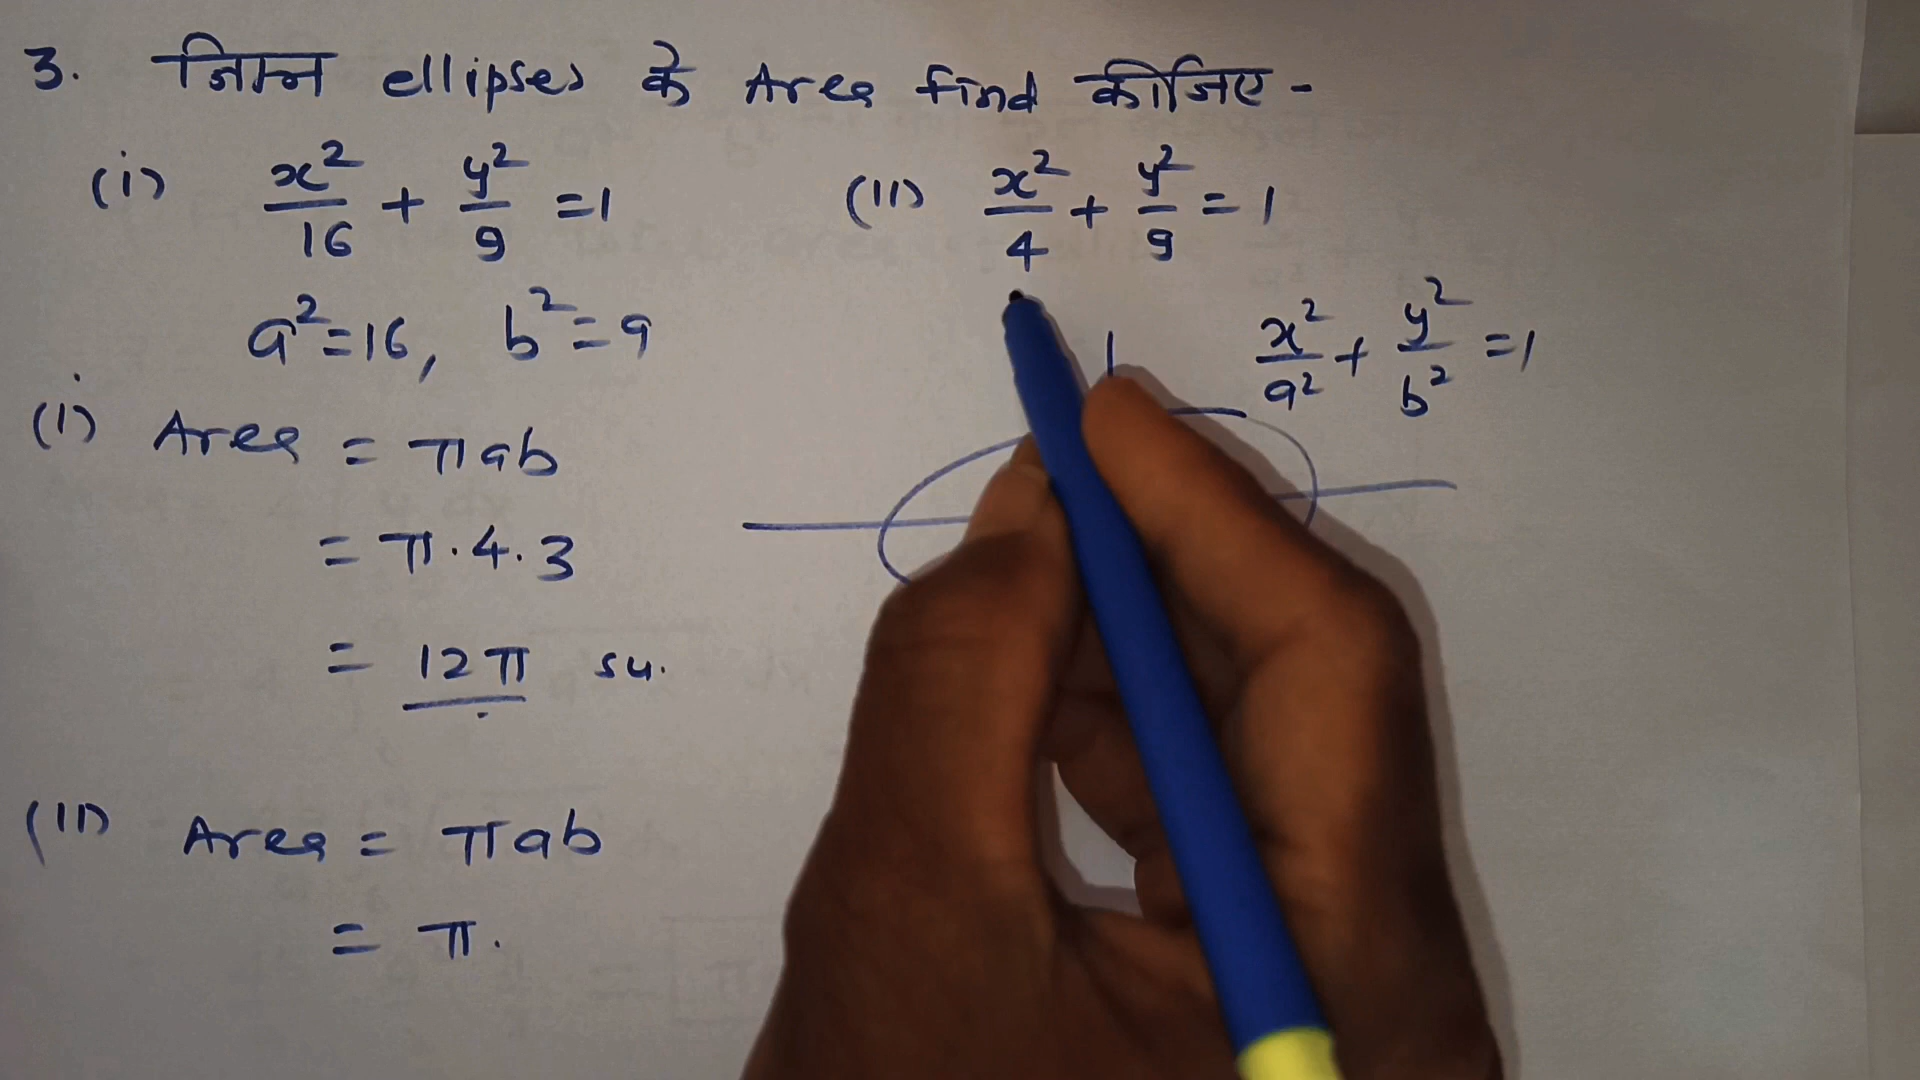 3. निम्न ellipses के Area find कीजिए -
(i) x²/16 + y²/9 = 1 (II) x²/4 + y²/9 = 1
a² = 16, b² = 9
x²/a² + y²/b² = 1
(i) Area = πab
= π.4.3
= 12π su.
(II) Area = πab
= π.